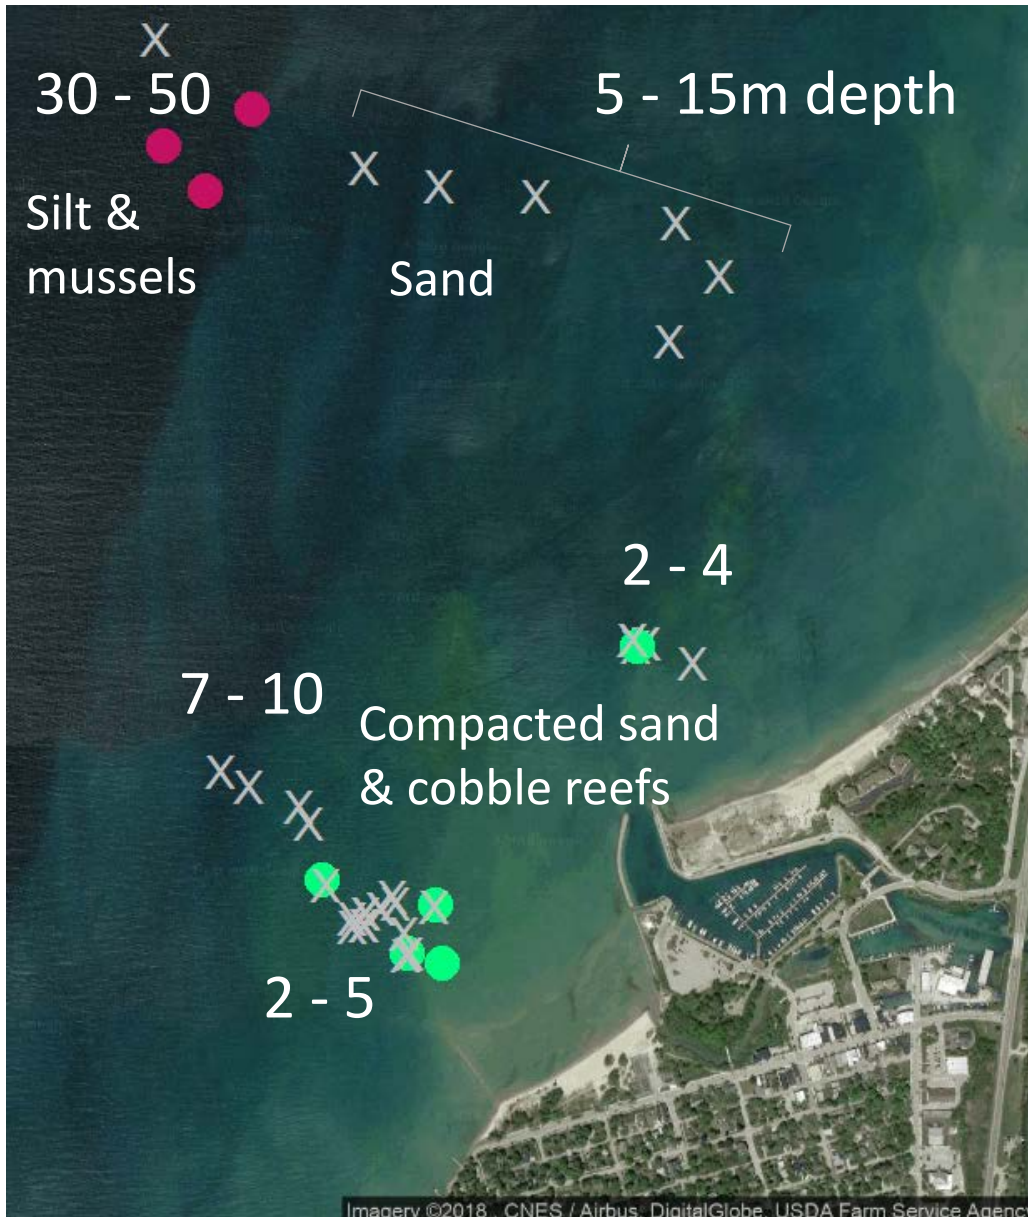 30 - 50
5 - 15m depth
Silt &
mussels
Sand
2 - 4
7 - 10
Compacted sand
& cobble reefs
2 - 5
Imagery ©2018 , CNES / Airbus, DigitalGlobe, USDA Farm Service Agenc